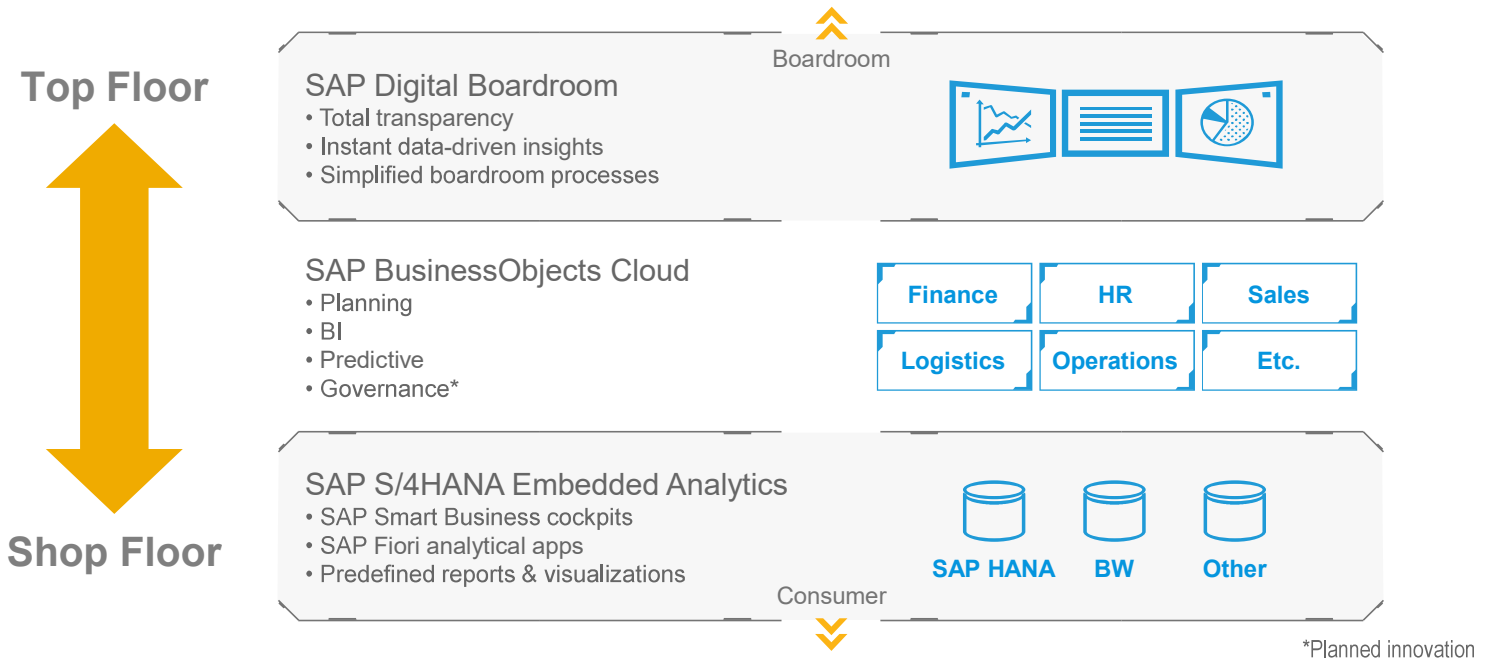 Boardroom
Top Floor
SAP Digital Boardroom
• Total transparency
• Instant data-driven insights
• Simplified boardroom processes
SAP BusinessObjects Cloud
• Planning
• BI
• Predictive
• Governance*
Finance
HR
Sales
Logistics
Operations
Etc.
SAP S/4HANA Embedded Analytics
• SAP Smart Business cockpits
• SAP Fiori analytical apps
• Predefined reports & visualizations
SAP HANA
BW
Other
Shop Floor
Consumer
*Planned innovation